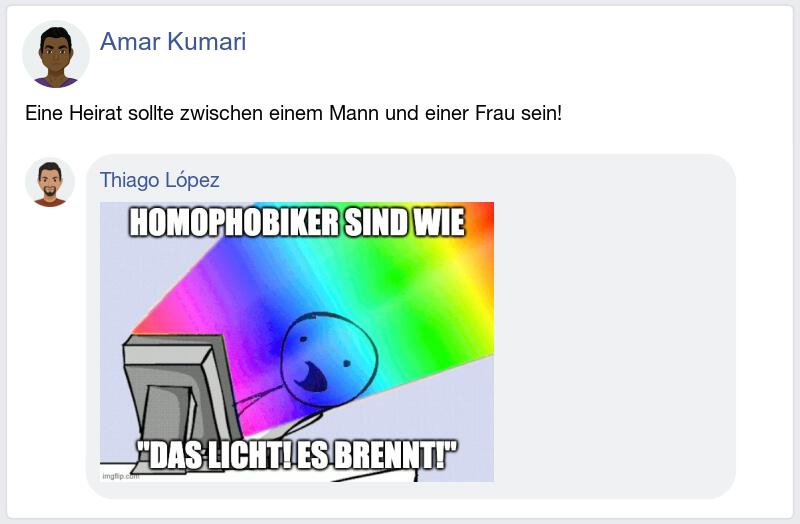 Amar Kumari
Eine Heirat sollte zwischen einem Mann und einer Frau sein!
Thiago López
HOMOPHOBIKER SIND WIE
"DAS LICHT! ES BRENNT!"
imgflip.com